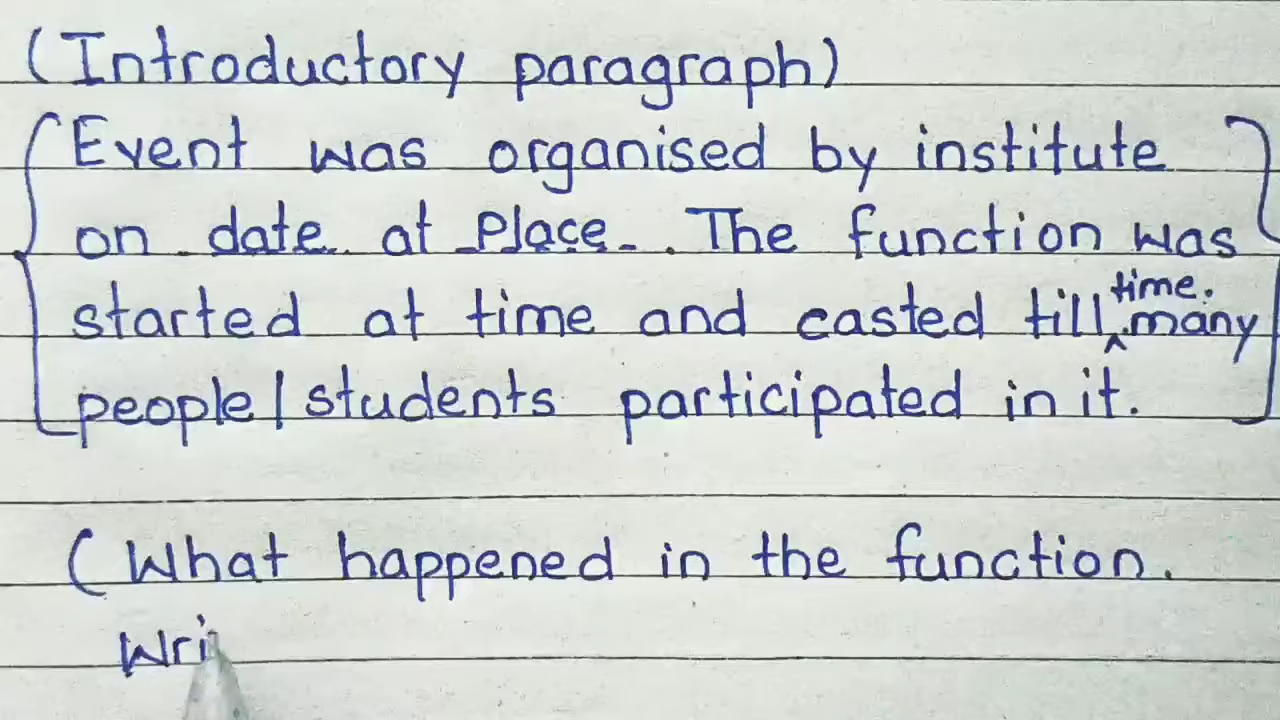 (Introductory paragraph)
Event was organised by institute
on date at Place. The function was
started at time and casted till time. many
people/students participated in it.
(What happened in the function.
Wri